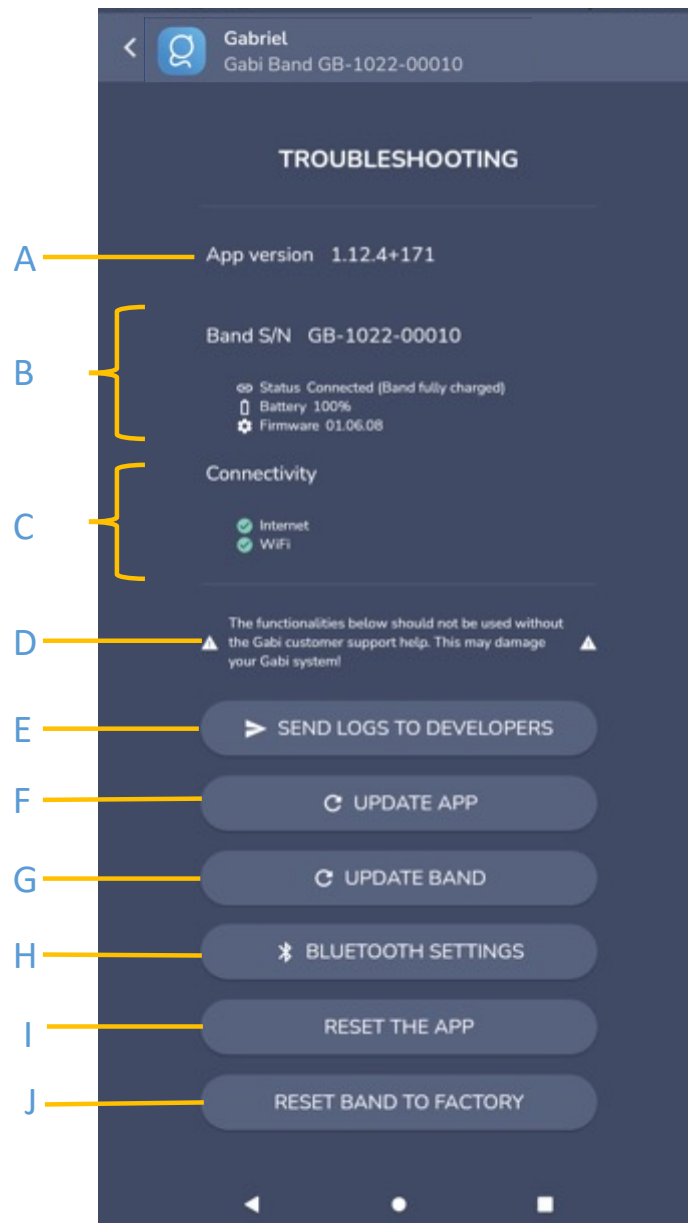 Gabriel
Gabi Band GB-1022-00010
TROUBLESHOOTING
A
App version 1.12.4+171
B
Band S/N GB-1022-00010
Status Connected (Band fully charged)
Battery 100%
Firmware 01.06.08
C
Connectivity
Internet
WiFi
D
The functionalities below should not be used without
the Gabi customer support help. This may damage
your Gabi system!
E
SEND LOGS TO DEVELOPERS
F
UPDATE APP
G
UPDATE BAND
H
BLUETOOTH SETTINGS
I
RESET THE APP
J
RESET BAND TO FACTORY